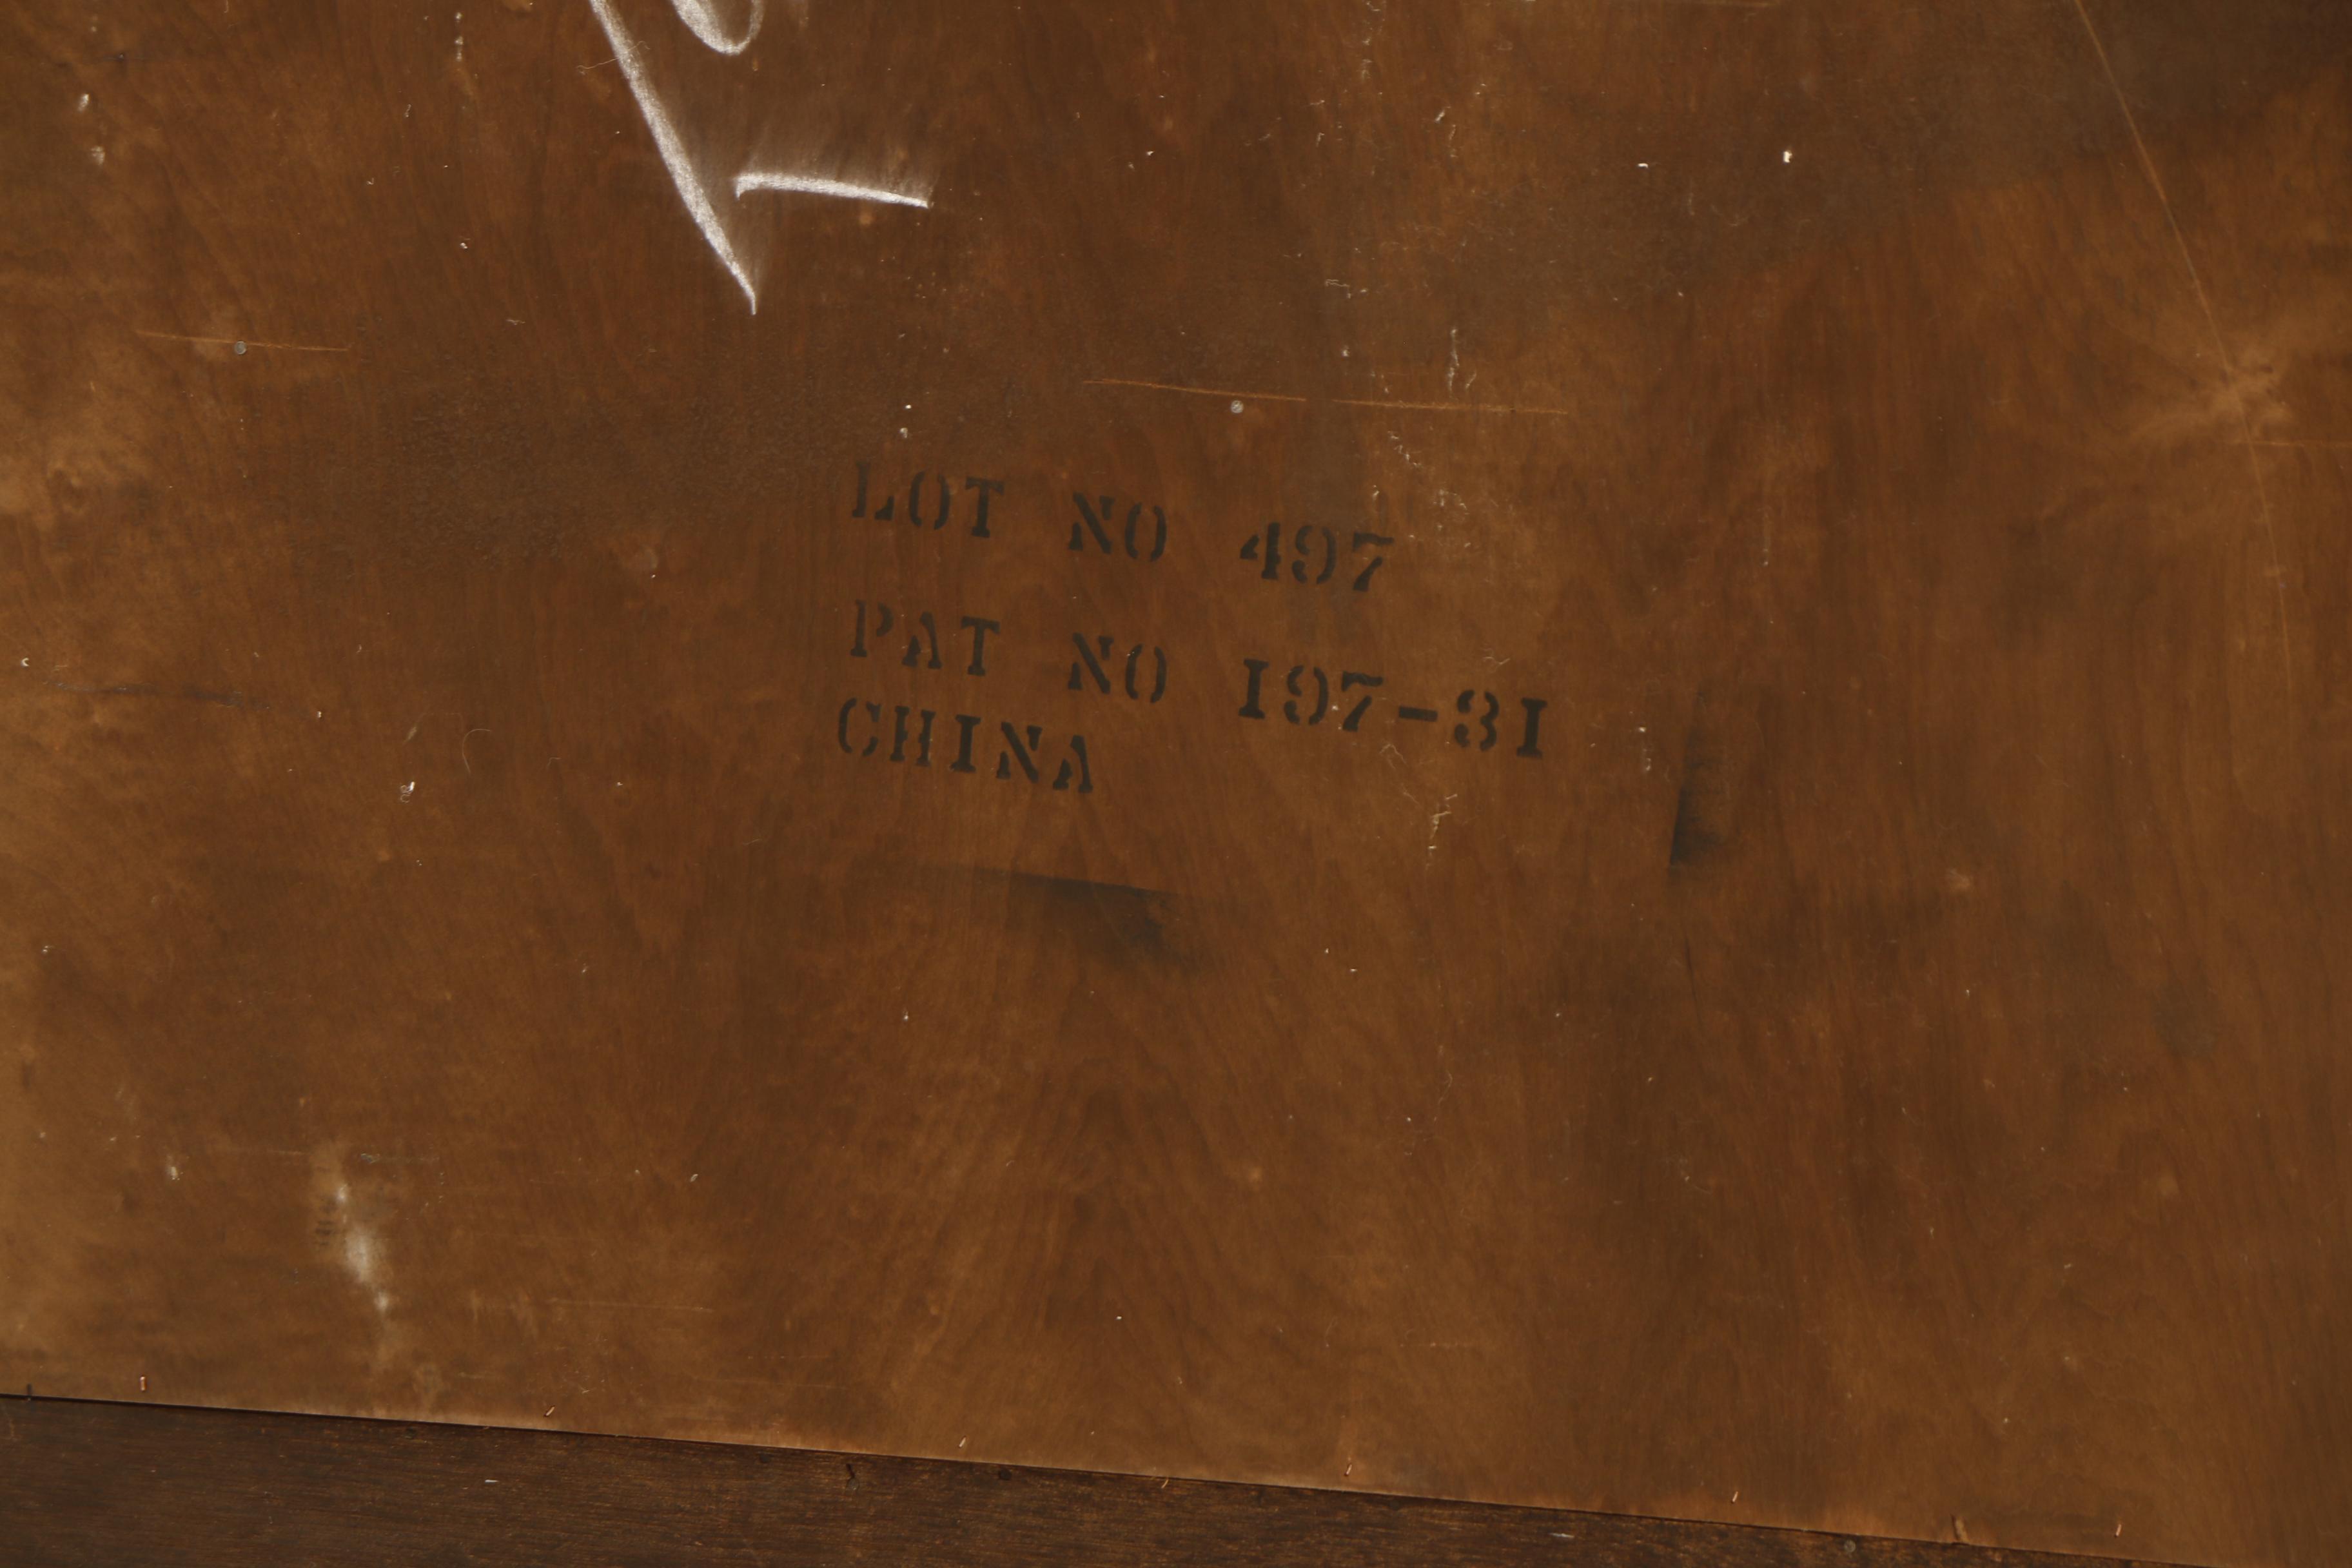 LOT NO 497
PAT NO 197-31
CHINA